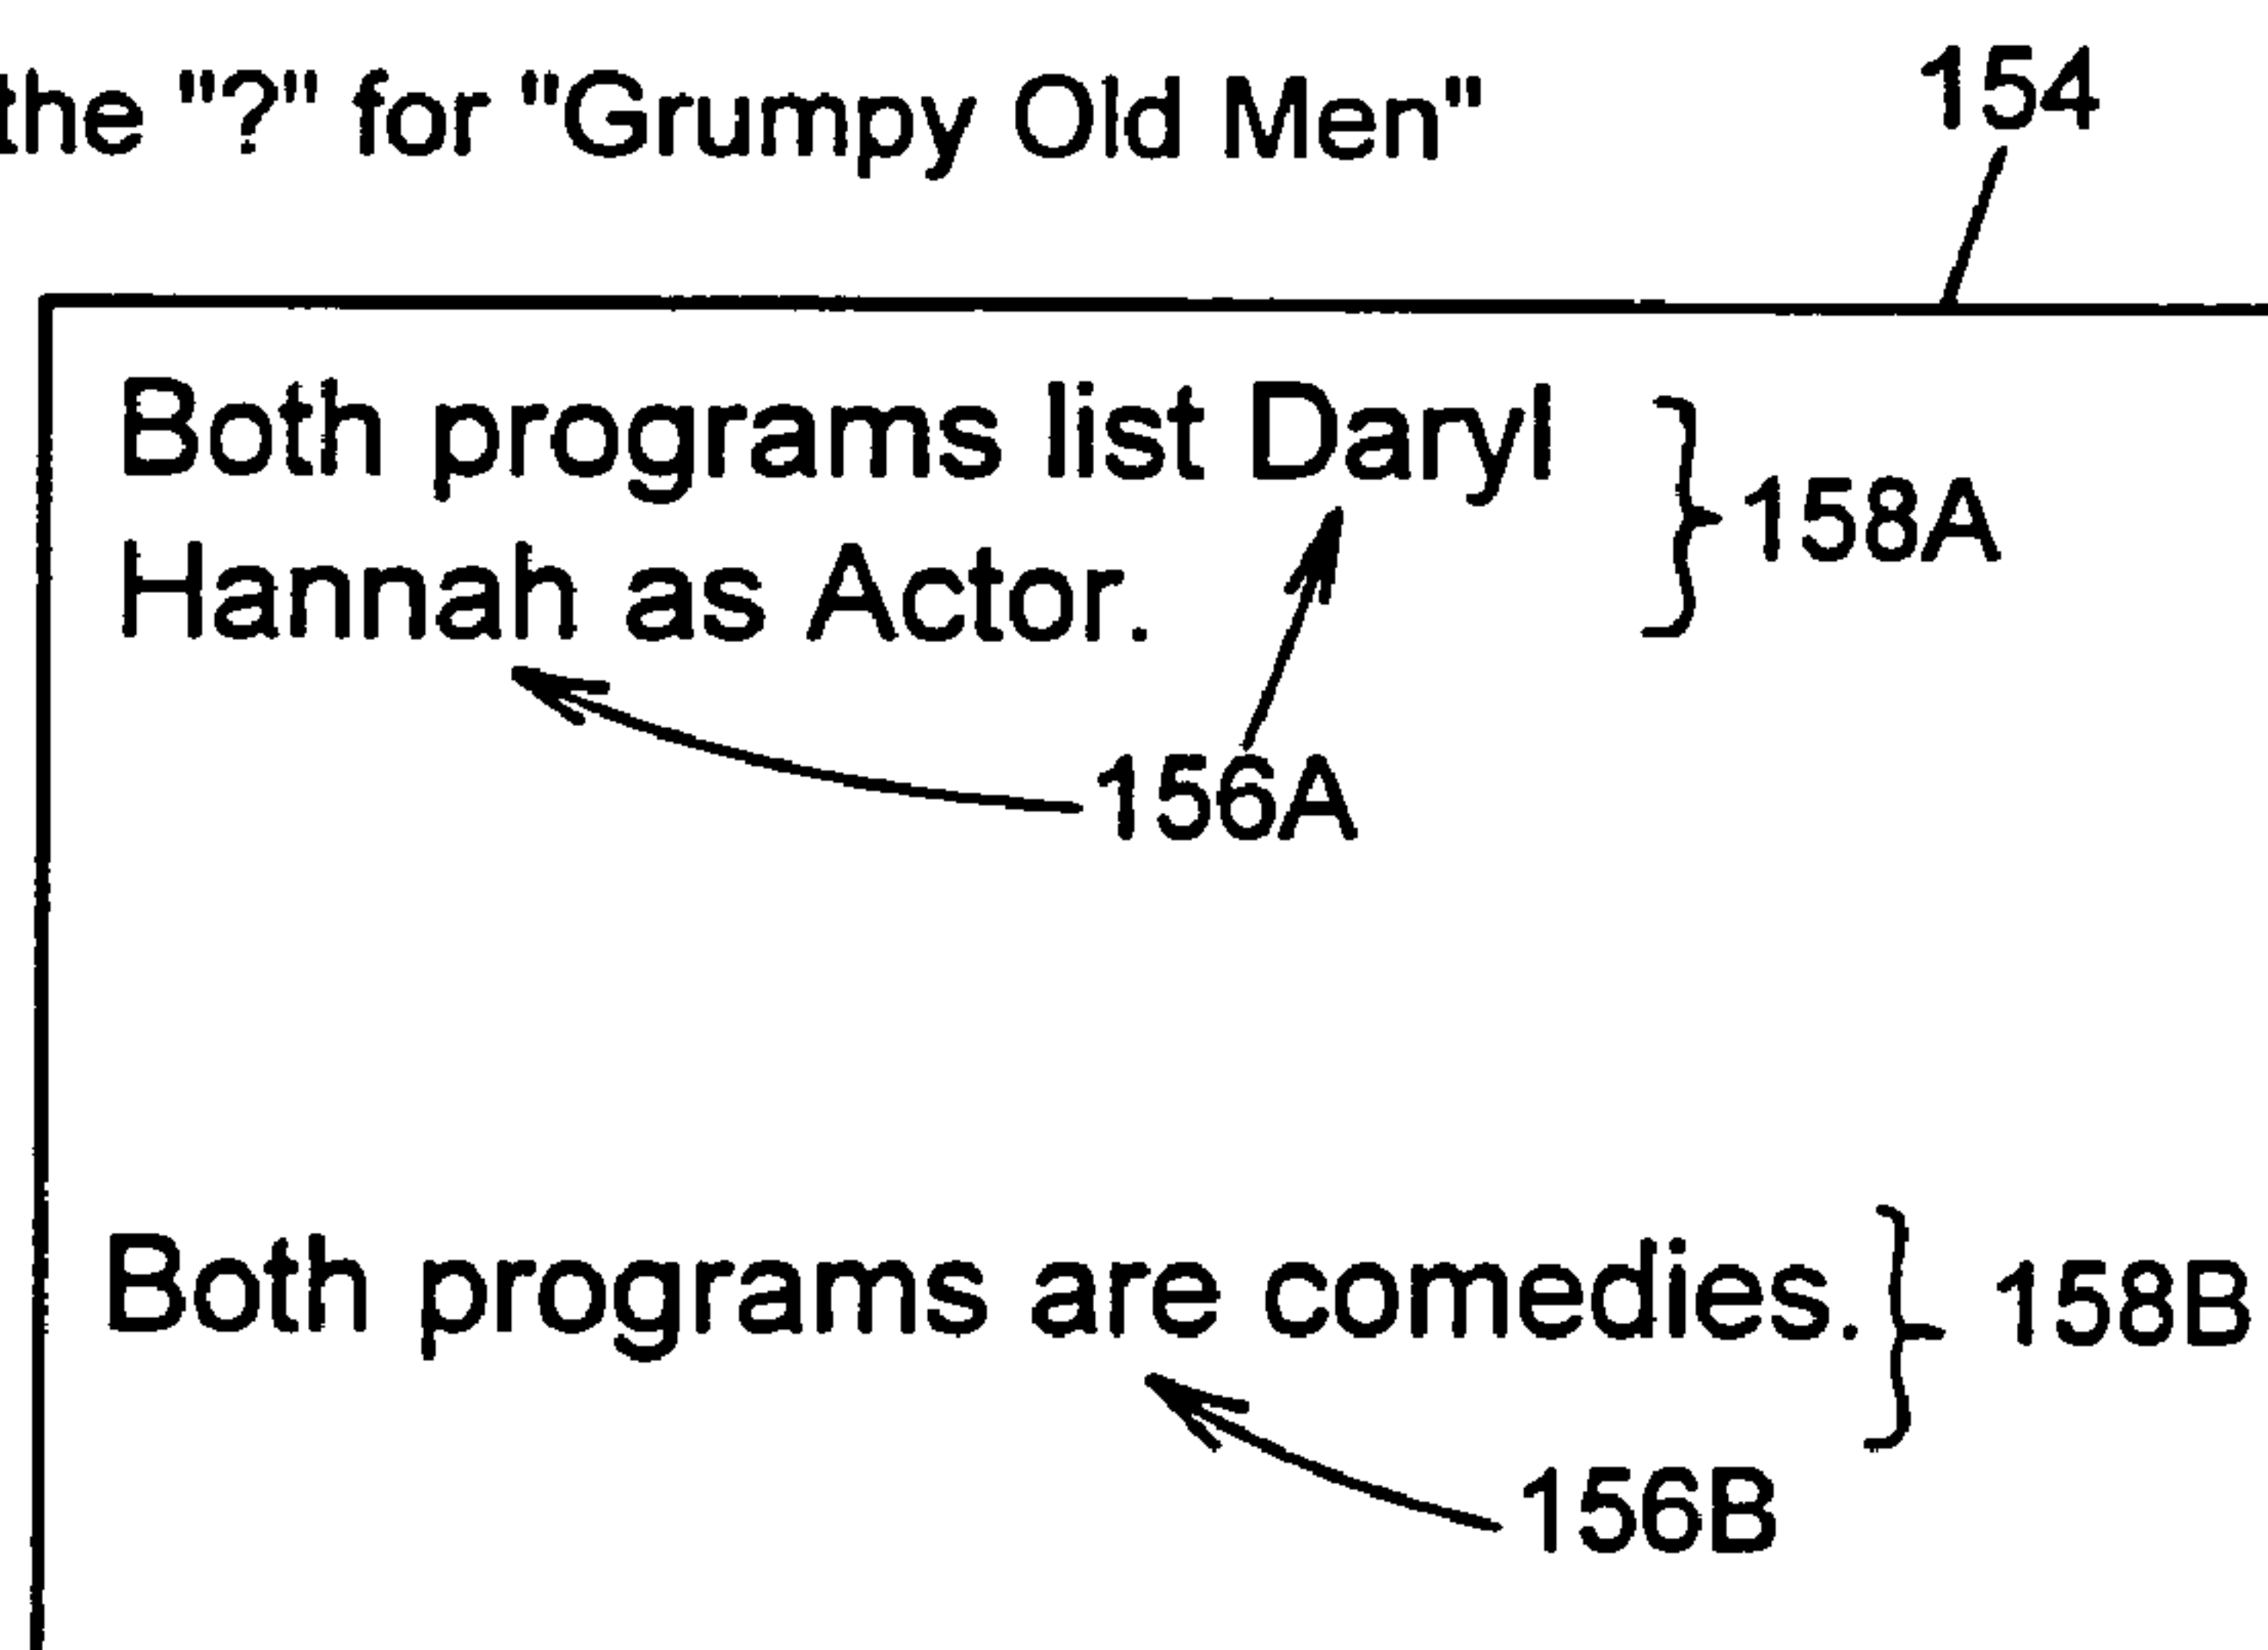 the "?" for "Grumpy Old Men"
154
Both programs list Daryl
Hannah as Actor.
158A
156A
Both programs are comedies.
158B
156B